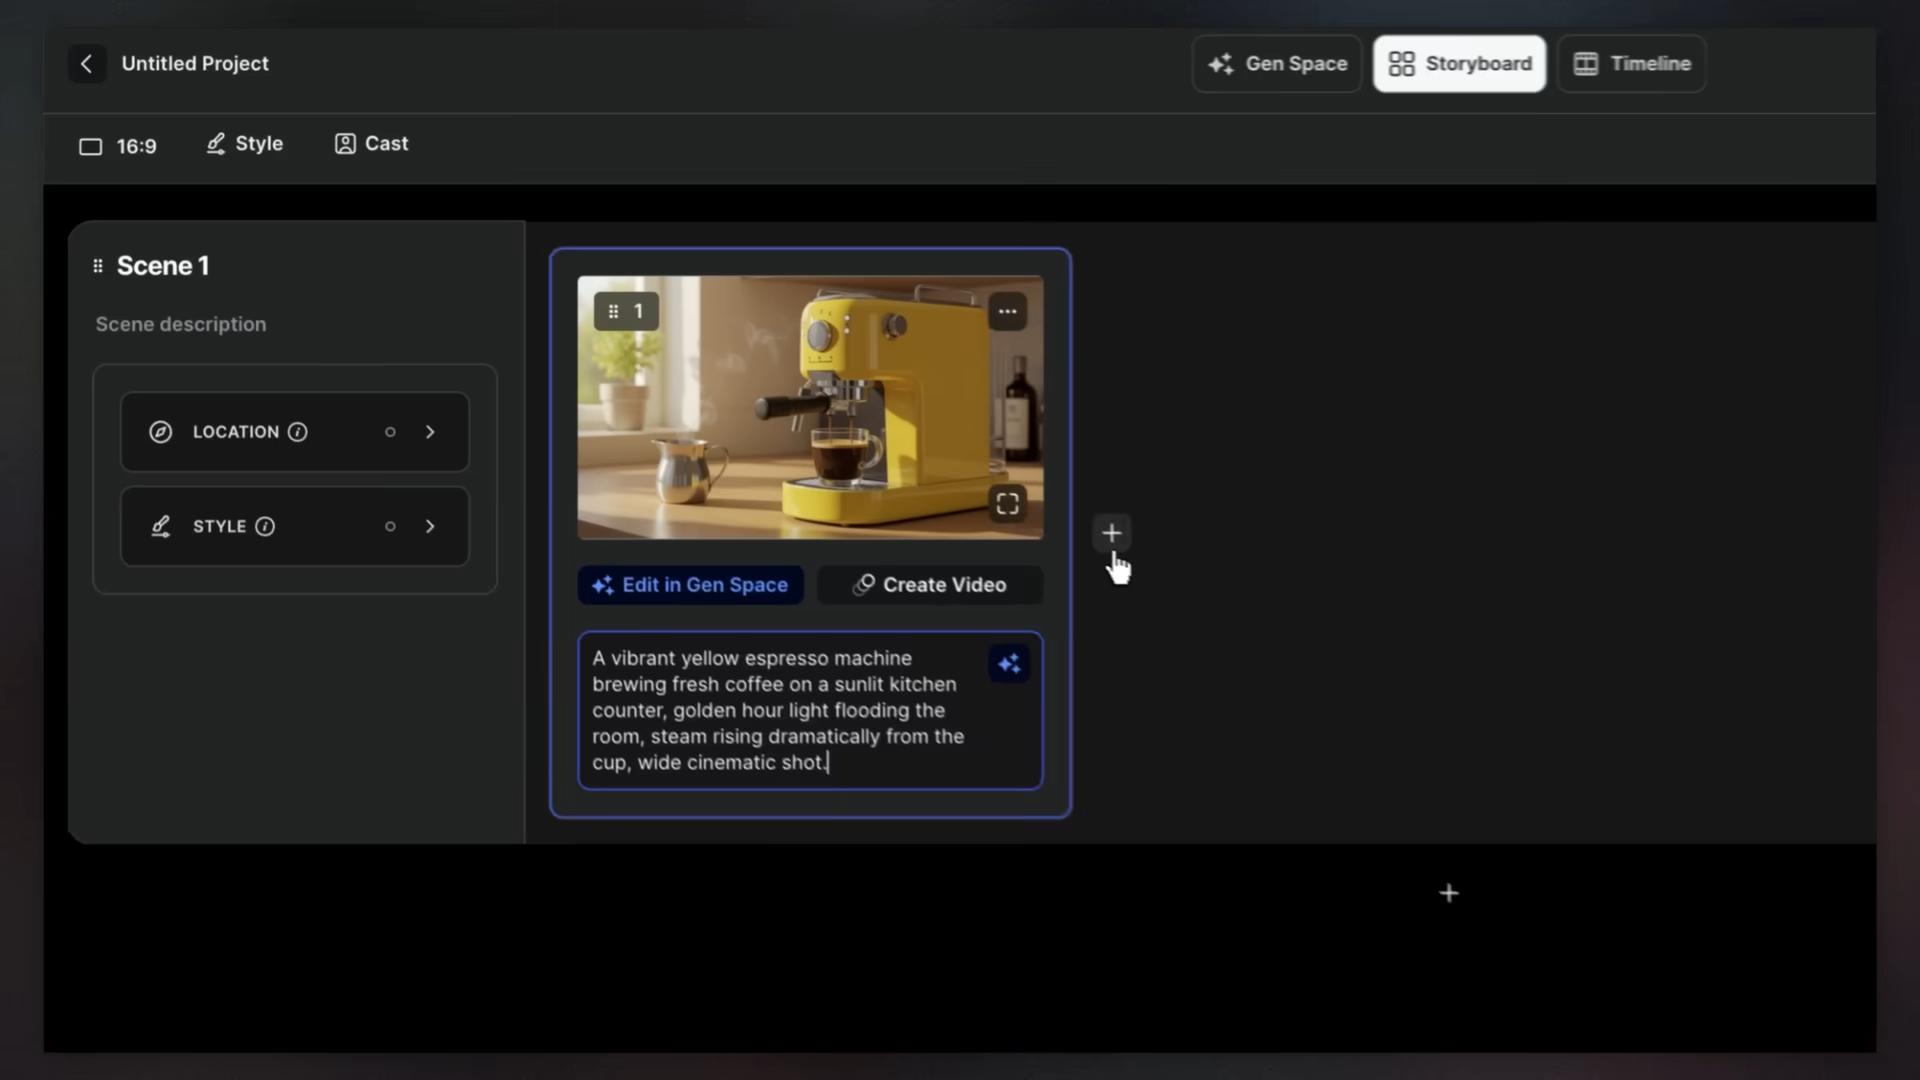 Untitled Project
Gen Space
Storyboard
Timeline
16:9
Style
Cast
Scene 1
Scene description
LOCATION
STYLE
1
Edit in Gen Space
Create Video
A vibrant yellow espresso machine
brewing fresh coffee on a sunlit kitchen
counter, golden hour light flooding the
room, steam rising dramatically from the
cup, wide cinematic shot.